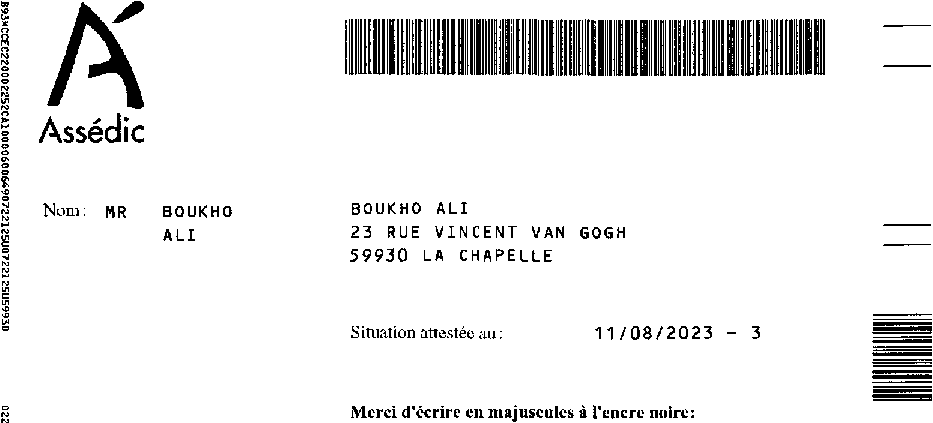 Assédic
Nom: MR BOUKHO
ALI
BOUKHO ALI
23 RUE VINCENT VAN GOGH
59930 LA CHAPELLE
Situation attestée au: 11/08/2023 - 3
Merci d'écrire en majuscules à l'encre noire:
022